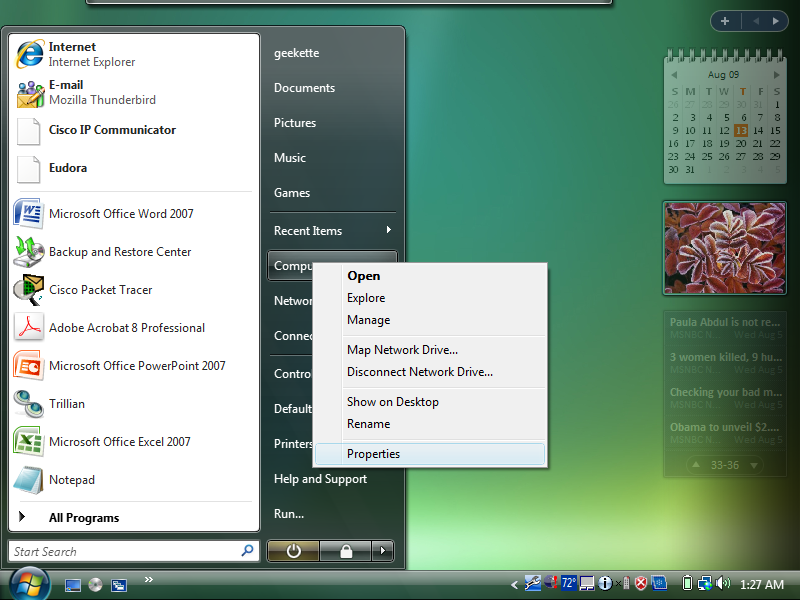 Internet
Internet Explorer
E-mail
Mozilla Thunderbird
Cisco IP Communicator
Eudora
Microsoft Office Word 2007
Backup and Restore Center
Cisco Packet Tracer
Adobe Acrobat 8 Professional
Microsoft Office PowerPoint 2007
Trillian
Microsoft Office Excel 2007
Notepad
All Programs
Start Search
geekette
Documents
Pictures
Music
Games
Recent Items
Compu
Networ
Connec
Contro
Default
Printers
Help and Support
Run...
Open
Explore
Manage
Map Network Drive...
Disconnect Network Drive...
Show on Desktop
Rename
Properties
Aug 09
S M T W T F S
26 27 28 29 30 31 1
2 3 4 5 6 7 8
9 10 11 12 13 14 15
16 17 18 19 20 21 22
23 24 25 26 27 28 29
30 31 1 2 3 4 5
Paula Abdul is not re...
MSNBC N... Wed Aug 5
3 women killed, 9 hu...
MSNBC N... Wed Aug 5
Checking your bad m...
MSNBC N... Wed Aug 5
Obama to unveil $2....
MSNBC N... Wed Aug 5
33-36
72°
1:27 AM